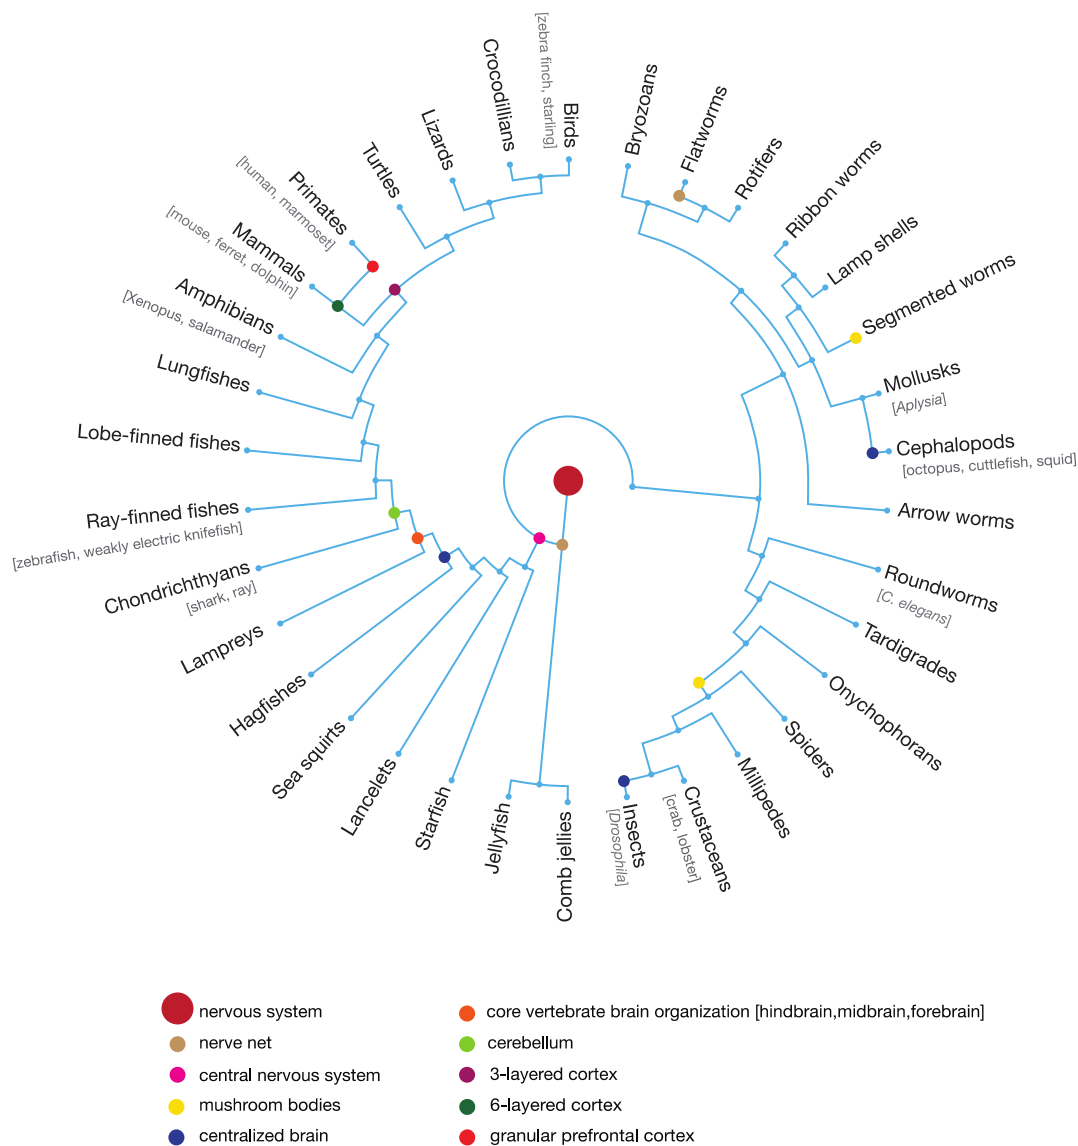 Birds
[zebra finch, starling]
Crocodillians
Lizards
Turtles
Primates
[human, marmoset]
Mammals
[mouse, ferret, dolphin]
Amphibians
[Xenopus, salamander]
Lungfishes
Lobe-finned fishes
Ray-finned fishes
[zebrafish, weakly electric knifefish]
Chondrichthyans
[shark, ray]
Lampreys
Hagfishes
Sea squirts
Lancelets
Starfish
Jellyfish
Comb jellies
Bryozoans
Flatworms
Rotifers
Ribbon worms
Lamp shells
Segmented worms
Mollusks
[Aplysia]
Cephalopods
[octopus, cuttlefish, squid]
Arrow worms
Roundworms
[C. elegans]
Tardigrades
Onychophorans
Spiders
Millipedes
Crustaceans
[crab, lobster]
Insects
[Drosophila]
nervous system
nerve net
central nervous system
mushroom bodies
centralized brain
core vertebrate brain organization [hindbrain,midbrain,forebrain]
cerebellum
3-layered cortex
6-layered cortex
granular prefrontal cortex